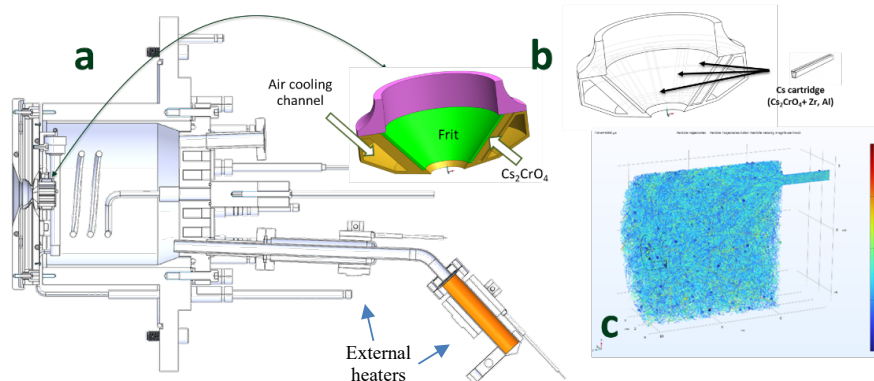 a
Air cooling
channel
Frit
Cs₂CrO₄
External
heaters
b
Cs cartridge
(Cs₂CrO₄+ Zr, Al)
c